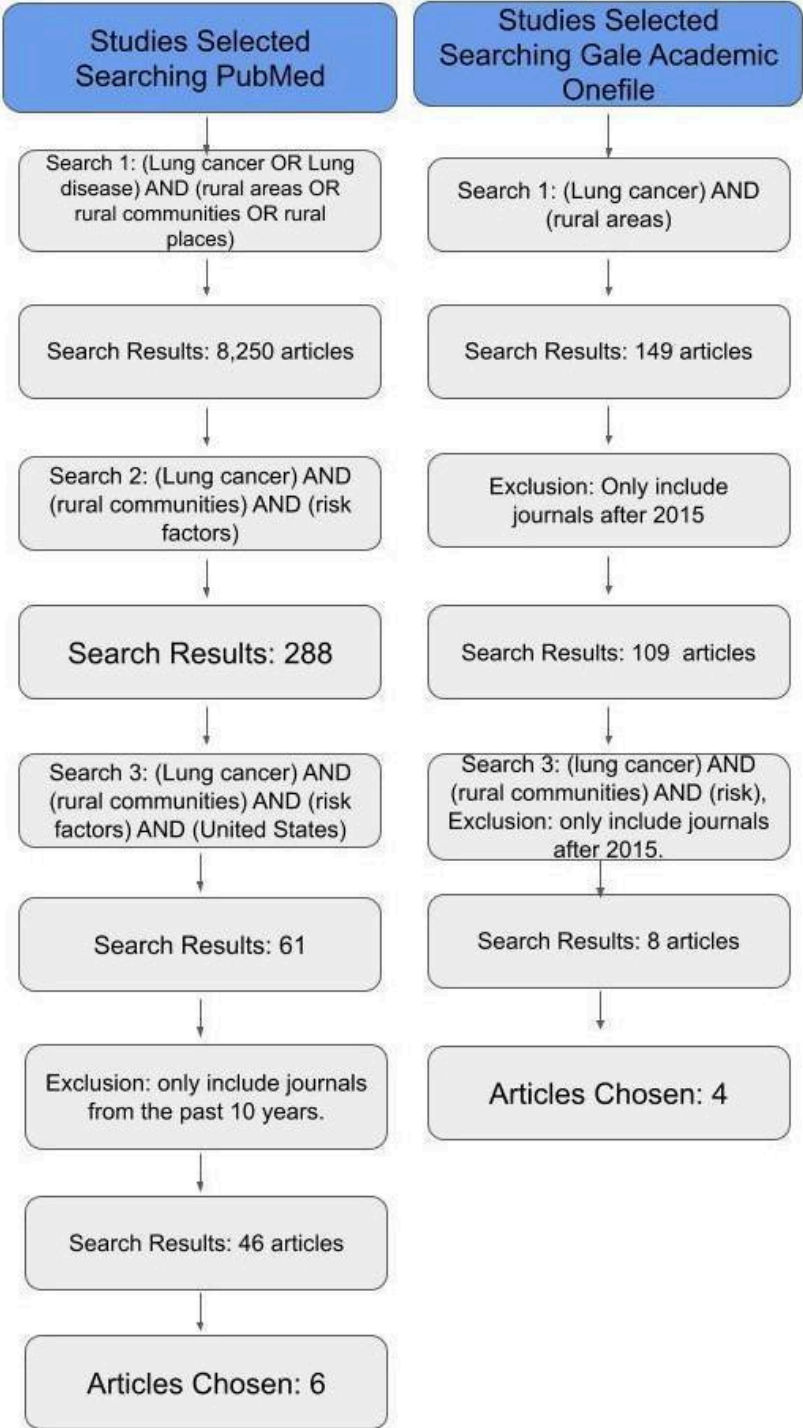 Studies Selected
Searching PubMed
Search 1: (Lung cancer OR Lung
disease) AND (rural areas OR
rural communities OR rural
places)
Search Results: 8,250 articles
Search 2: (Lung cancer) AND
(rural communities) AND (risk
factors)
Search Results: 288
Search 3: (Lung cancer) AND
(rural communities) AND (risk
factors) AND (United States)
Search Results: 61
Exclusion: only include journals
from the past 10 years.
Search Results: 46 articles
Articles Chosen: 6
Studies Selected
Searching Gale Academic
Onefile
Search 1: (Lung cancer) AND
(rural areas)
Search Results: 149 articles
Exclusion: Only include
journals after 2015
Search Results: 109 articles
Search 3: (lung cancer) AND
(rural communities) AND (risk),
Exclusion: only include journals
after 2015.
Search Results: 8 articles
Articles Chosen: 4